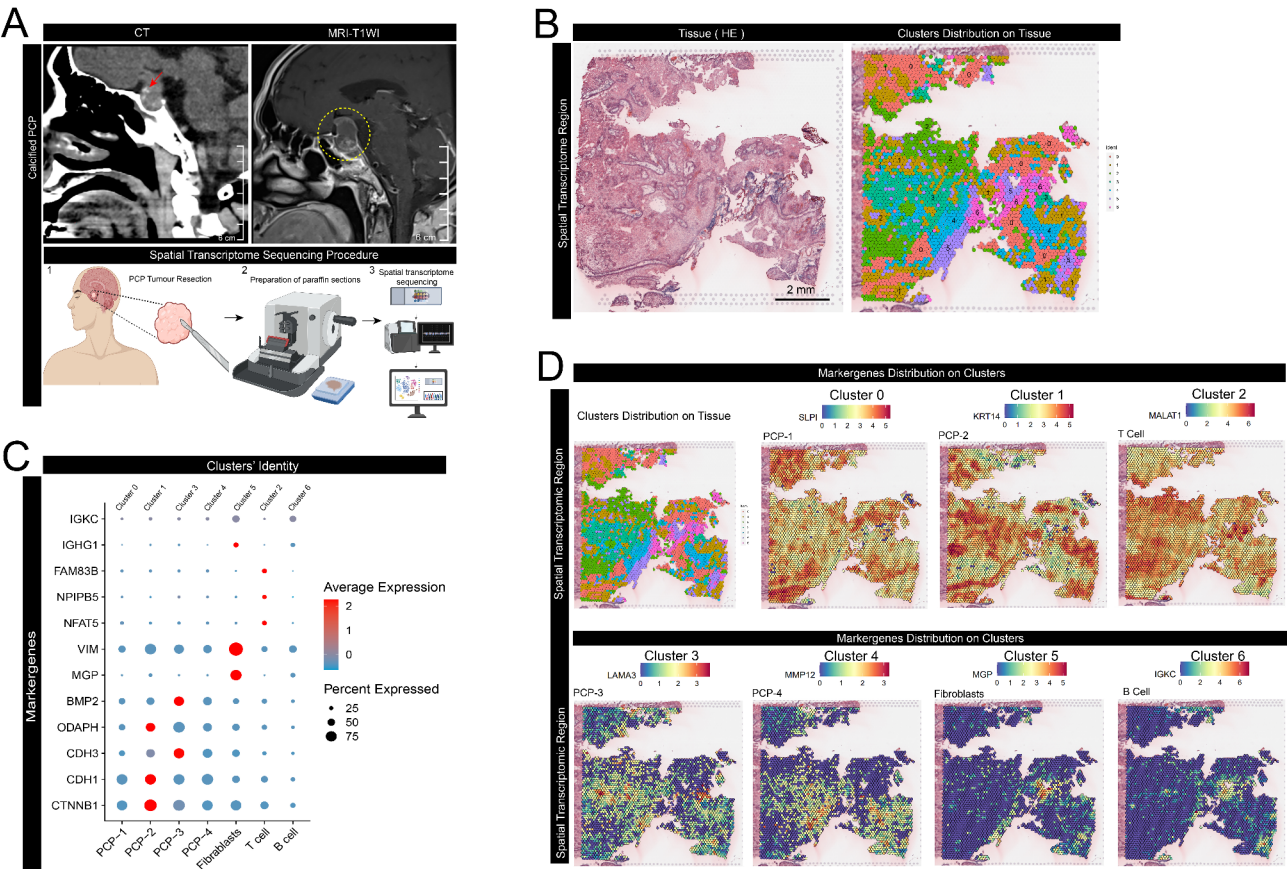 A
CT
MRI-T1WI
Calcified PCP
6 cm
6 cm
Spatial Transcriptome Sequencing Procedure
1
PCP Tumour Resection
2
Preparation of paraffin sections
3
Spatial transcriptome
sequencing
B
Tissue ( HE )
Clusters Distribution on Tissue
Spatial Transcriptome Region
2 mm
C
Clusters' Identity
Cluster 0
Cluster 1
Cluster 3
Cluster 4
Cluster 5
Cluster 2
Cluster 6
Markergenes
IGKC
IGHG1
FAM83B
NPIPB5
NFAT5
VIM
MGP
BMP2
ODAPH
CDH3
CDH1
CTNNB1
PCP-1
PCP-2
PCP-3
PCP-4
Fibrablasts
T cell
B cell
Average Expression
2
1
0
Percent Expressed
25
50
75
D
Markergenes Distribution on Clusters
Spatial Transcriptomic Region
Clusters Distribution on Tissue
Cluster 0
SLPI
0 1 2 3 4 5
PCP-1
Cluster 1
KRT14
0 1 2 3 4 5
PCP-2
Cluster 2
MALAT1
0 2 4 6
T Cell
Markergenes Distribution on Clusters
Spatial Transcriptomic Region
Cluster 3
LAMA3
0 1 2 3
PCP-3
Cluster 4
MMP12
0 1 2 3
PCP-4
Cluster 5
MGP
0 1 2 3 4 5
Fibroblasts
Cluster 6
IGKC
0 2 4 6
B Cell